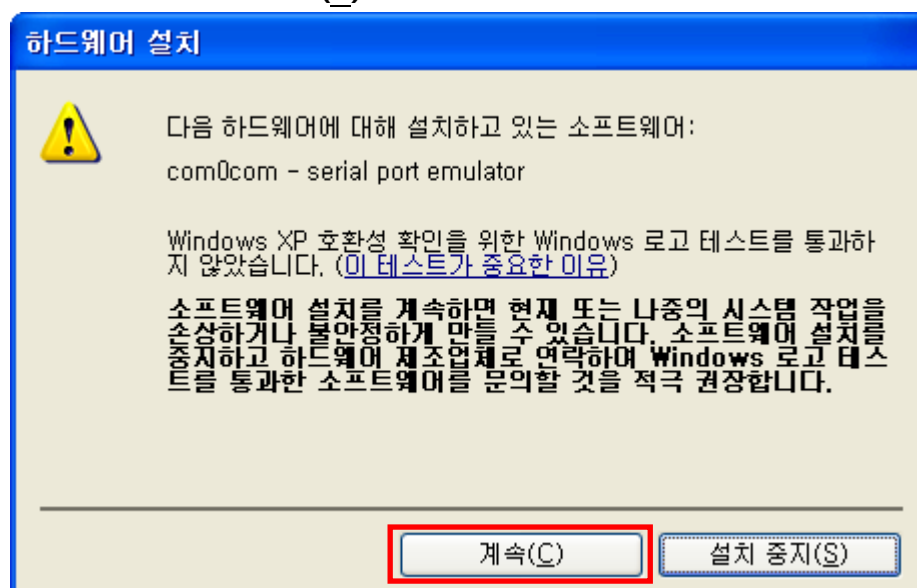 하드웨어 설치
다음 하드웨어에 대해 설치하고 있는 소프트웨어:
com0com - serial port emulator
Windows XP 호환성 확인을 위한 Windows 로고 테스트를 통과하
지 않았습니다. (이 테스트가 중요한 이유)
소프트웨어 설치를 계속하면 현재 또는 나중의 시스템 작업을
손상하거나 불안정하게 만들 수 있습니다. 소프트웨어 설치를
중지하고 하드웨어 제조업체로 연락하여 Windows 로고 테스
트를 통과한 소프트웨어를 문의할 것을 적극 권장합니다.
계속(C)
설치 중지(S)